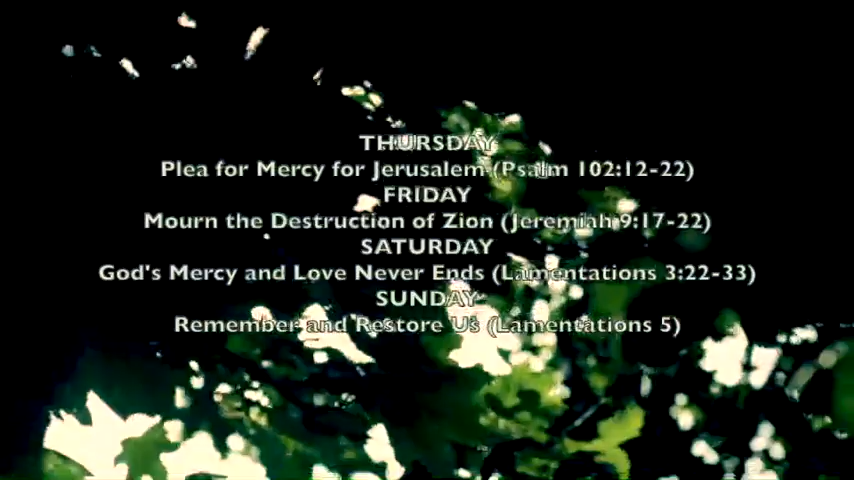 THURSDAY
Plea for Mercy for Jerusalem (Psalm 102:12-22)
FRIDAY
Mourn the Destruction of Zion (Jeremiah 9:17-22)
SATURDAY
God's Mercy and Love Never Ends (Lamentations 3:22-33)
SUNDAY
Remember and Restore Us (Lamentations 5)